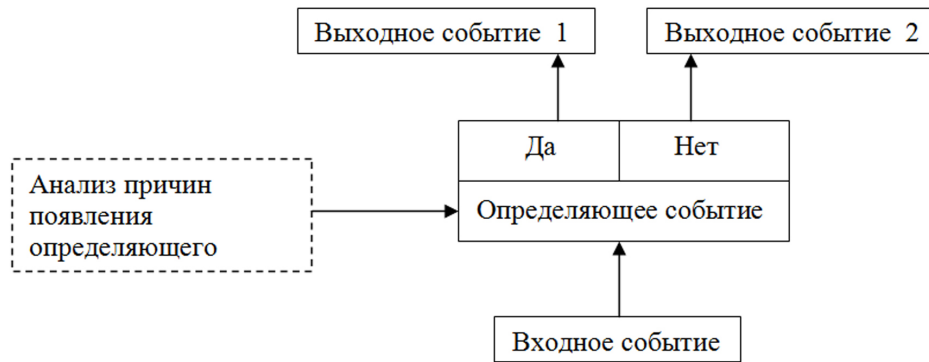 Выходное событие 1
Выходное событие 2
Да
Нет
Анализ причин
появления
определяющего
Определяющее событие
Входное событие